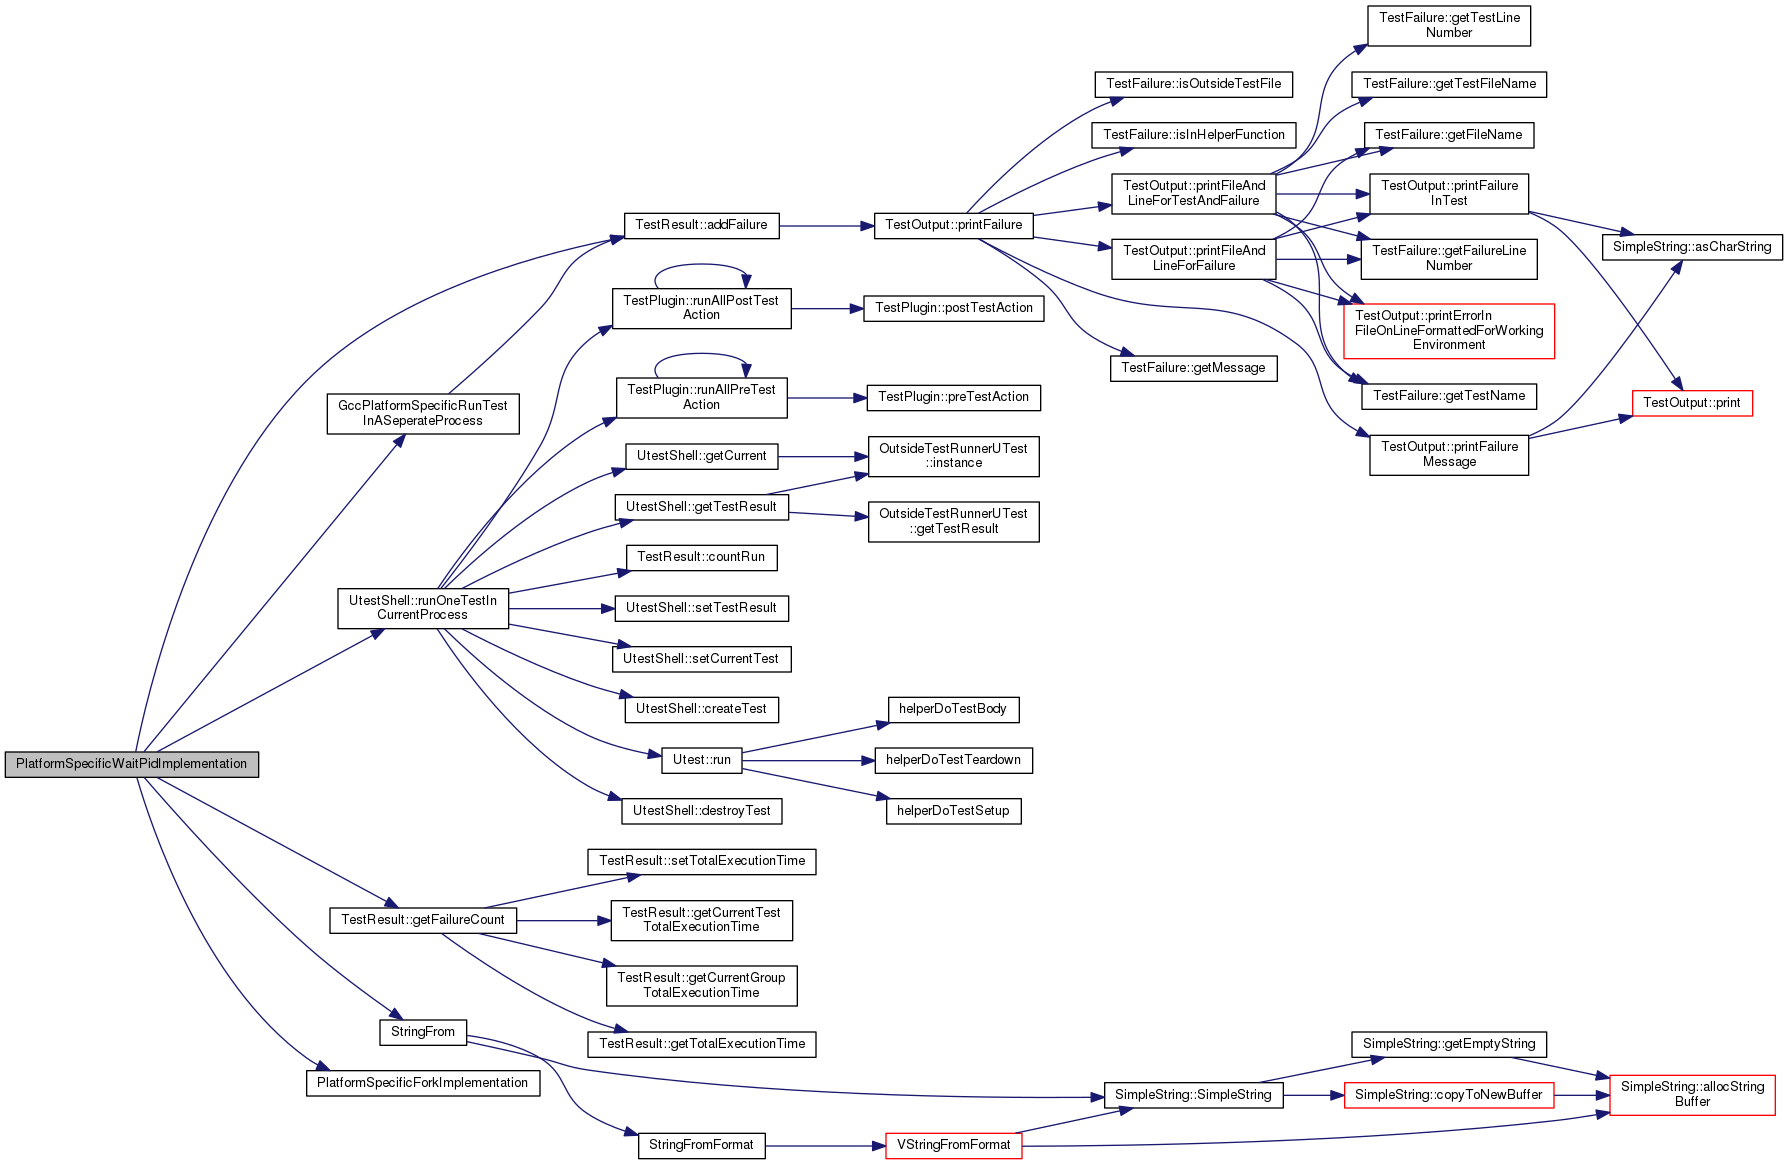 TestFailure::getTestLine
Number
TestFailure::isOutsideTestFile
TestFailure::getTestFileName
TestFailure::isInHelperFunction
TestFailure::getFileName
TestOutput::printFileAnd
LineForTestAndFailure
TestOutput::printFailure
InTest
TestResult::addFailure
TestOutput::printFailure
TestOutput::printFileAnd
LineForFailure
TestFailure::getFailureLine
Number
SimpleString::asCharString
TestPlugin::runAllPostTest
Action
TestPlugin::postTestAction
TestOutput::printErrorIn
FileOnLineFormattedForWorking
Environment
TestFailure::getMessage
TestPlugin::runAllPreTest
Action
TestPlugin::preTestAction
TestFailure::getTestName
TestOutput::print
GccPlatformSpecificRunTest
InASeperateProcess
UtestShell::getCurrent
OutsideTestRunnerUTest
::instance
TestOutput::printFailure
Message
UtestShell::getTestResult
OutsideTestRunnerUTest
::getTestResult
TestResult::countRun
UtestShell::runOneTestIn
CurrentProcess
UtestShell::setTestResult
UtestShell::setCurrentTest
UtestShell::createTest
helperDoTestBody
PlatformSpecificWaitPidImplementation
Utest::run
helperDoTestTeardown
UtestShell::destroyTest
helperDoTestSetup
TestResult::setTotalExecutionTime
TestResult::getFailureCount
TestResult::getCurrentTest
TotalExecutionTime
TestResult::getCurrentGroup
TotalExecutionTime
StringFrom
TestResult::getTotalExecutionTime
SimpleString::getEmptyString
PlatformSpecificForkImplementation
SimpleString::SimpleString
SimpleString::copyToNewBuffer
SimpleString::allocString
Buffer
StringFromFormat
VStringFromFormat